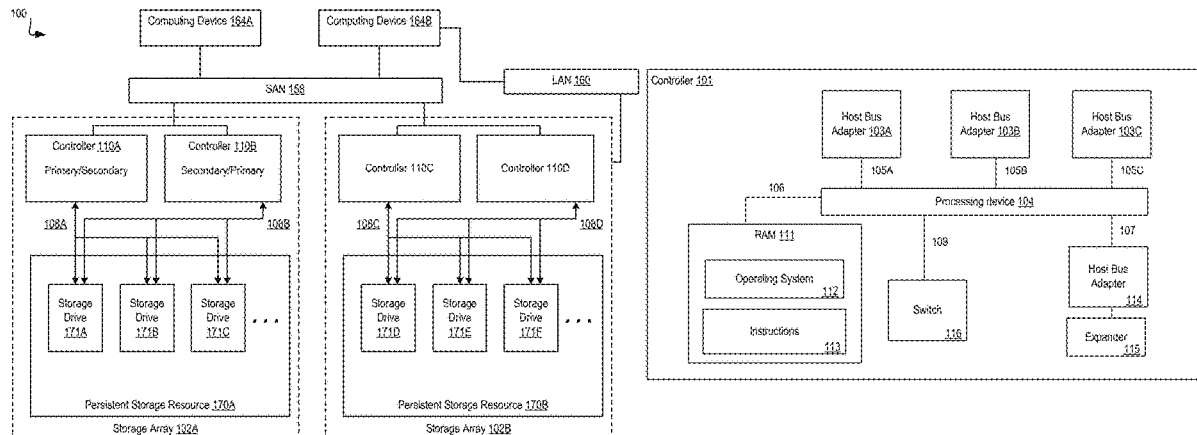 100
Computing Device 164A
Computing Device 164B
SAN 158
LAN 160
Controller 110A
Primary/Secondary
Controller 110B
Secondary/Primary
Controller 110C
Controller 110D
108A
108B
108C
108D
Storage
Drive
171A
Storage
Drive
171B
Storage
Drive
171C
Storage
Drive
171D
Storage
Drive
171E
Storage
Drive
171F
Persistent Storage Resource 170A
Persistent Storage Resource 170B
Storage Array 102A
Storage Array 102B
Controller 101
Host Bus
Adapter 103A
Host Bus
Adapter 103B
Host Bus
Adapter 103C
105A
105B
105C
106
Processing device 104
RAM 111
109
107
Operating System
112
Instructions
113
Switch
116
Host Bus
Adapter
114
Expander
115